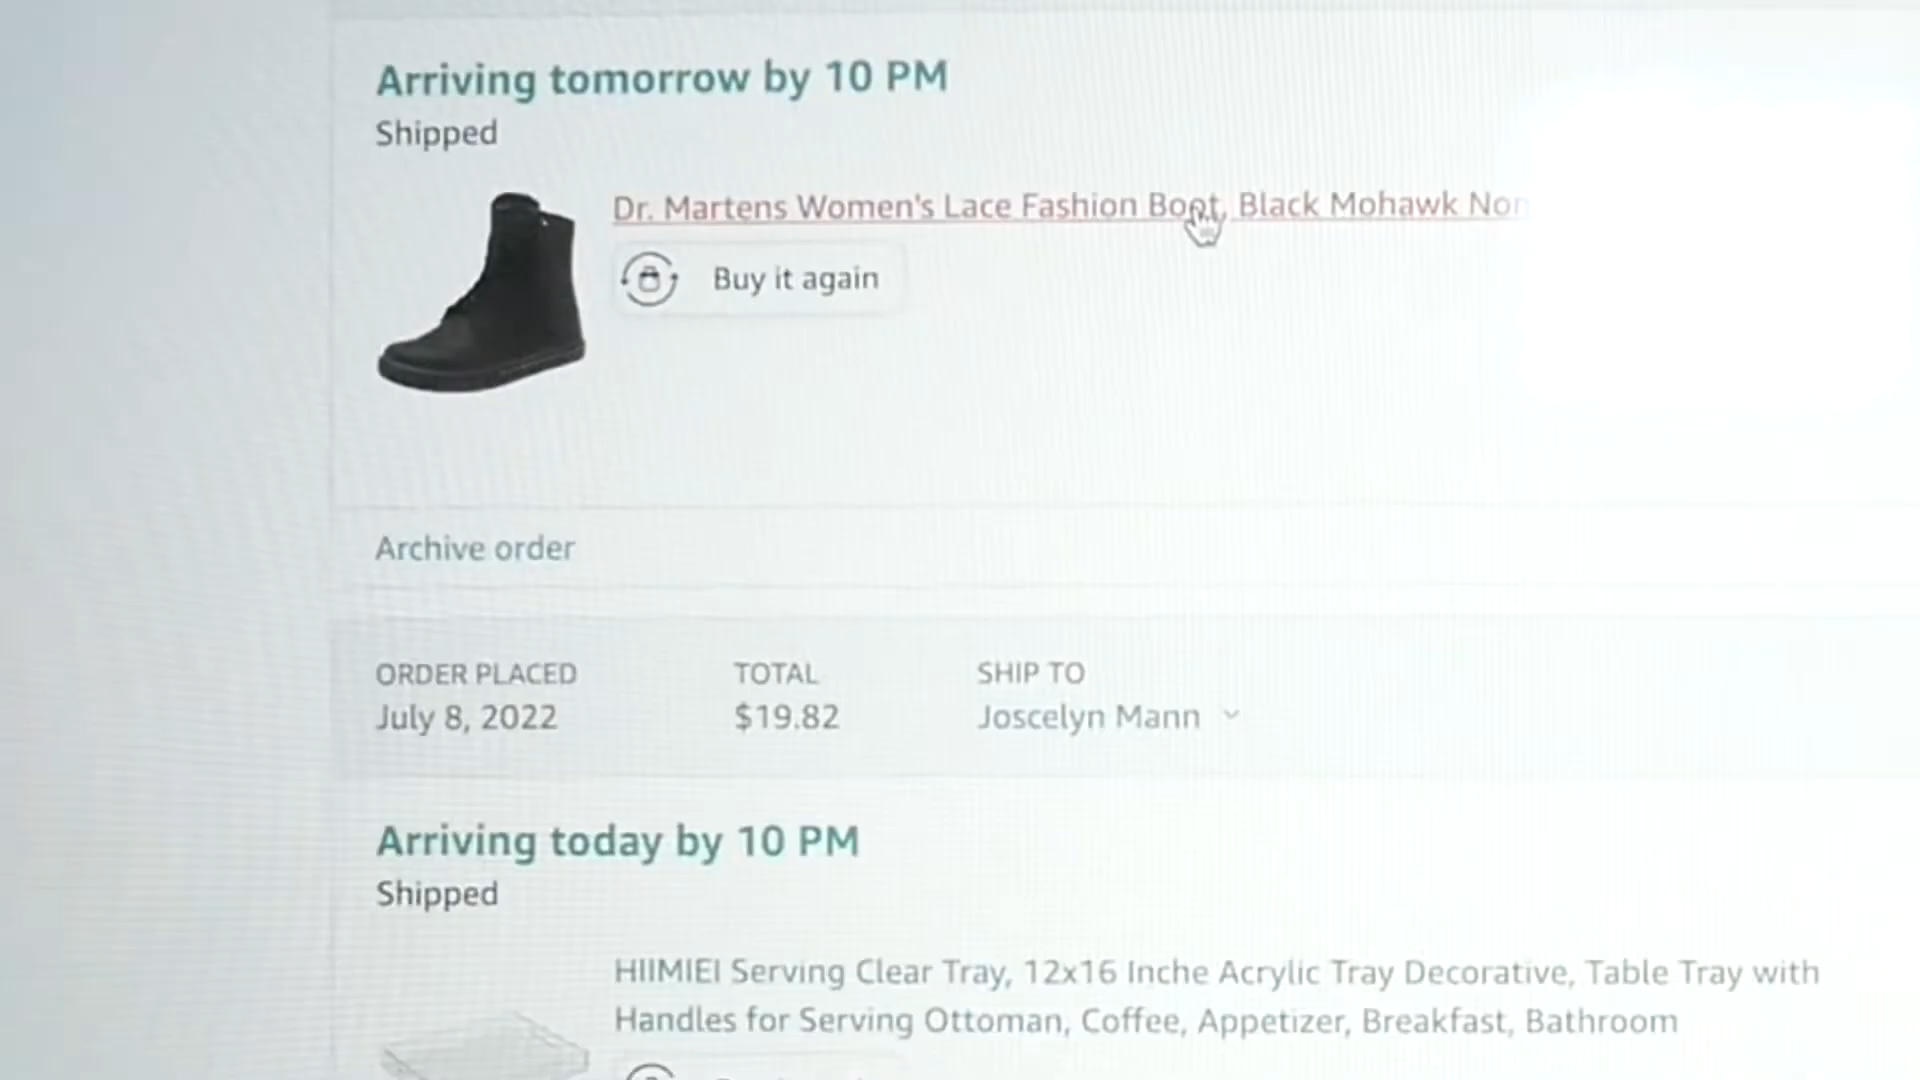 Arriving tomorrow by 10 PM
Shipped
Dr. Martens Women's Lace Fashion Boot, Black Mohawk
Buy it again
Archive order
ORDER PLACED TOTAL SHIP TO
July 8, 2022 $19.82 Joscelyn Mann
Arriving today by 10 PM
Shipped
HIIMIEI Serving Clear Tray, 12x16 Inche Acrylic Tray Decorative, Table Tray with
Handles for Serving Ottoman, Coffee, Appetizer, Breakfast, Bathroom